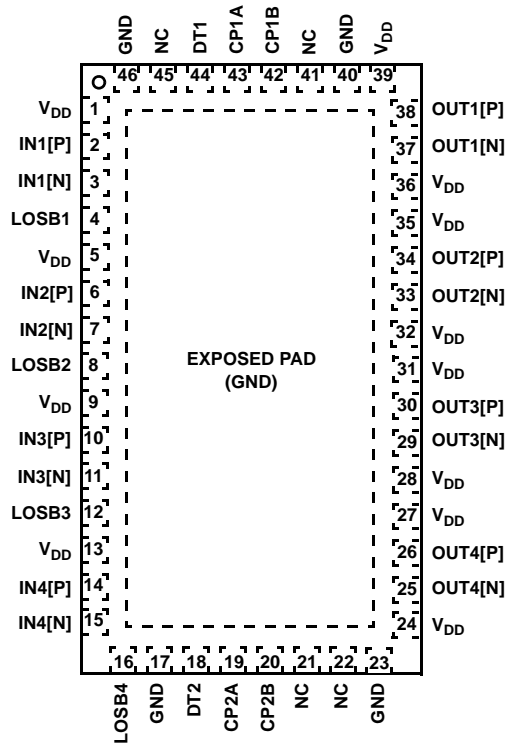 GND NC DT1 CP1A CP1B NC GND VDD
46 45 44 43 42 41 40 39
VDD 1
IN1[P] 2
IN1[N] 3
LOSB1 4
VDD 5
IN2[P] 6
IN2[N] 7
LOSB2 8
VDD 9
IN3[P] 10
IN3[N] 11
LOSB3 12
VDD 13
IN4[P] 14
IN4[N] 15
EXPOSED PAD
(GND)
38 OUT1[P]
37 OUT1[N]
36 VDD
35 VDD
34 OUT2[P]
33 OUT2[N]
32 VDD
31 VDD
30 OUT3[P]
29 OUT3[N]
28 VDD
27 VDD
26 OUT4[P]
25 OUT4[N]
24 VDD
16 17 18 19 20 21 22 23
LOSB4 GND DT2 CP2A CP2B NC NC GND